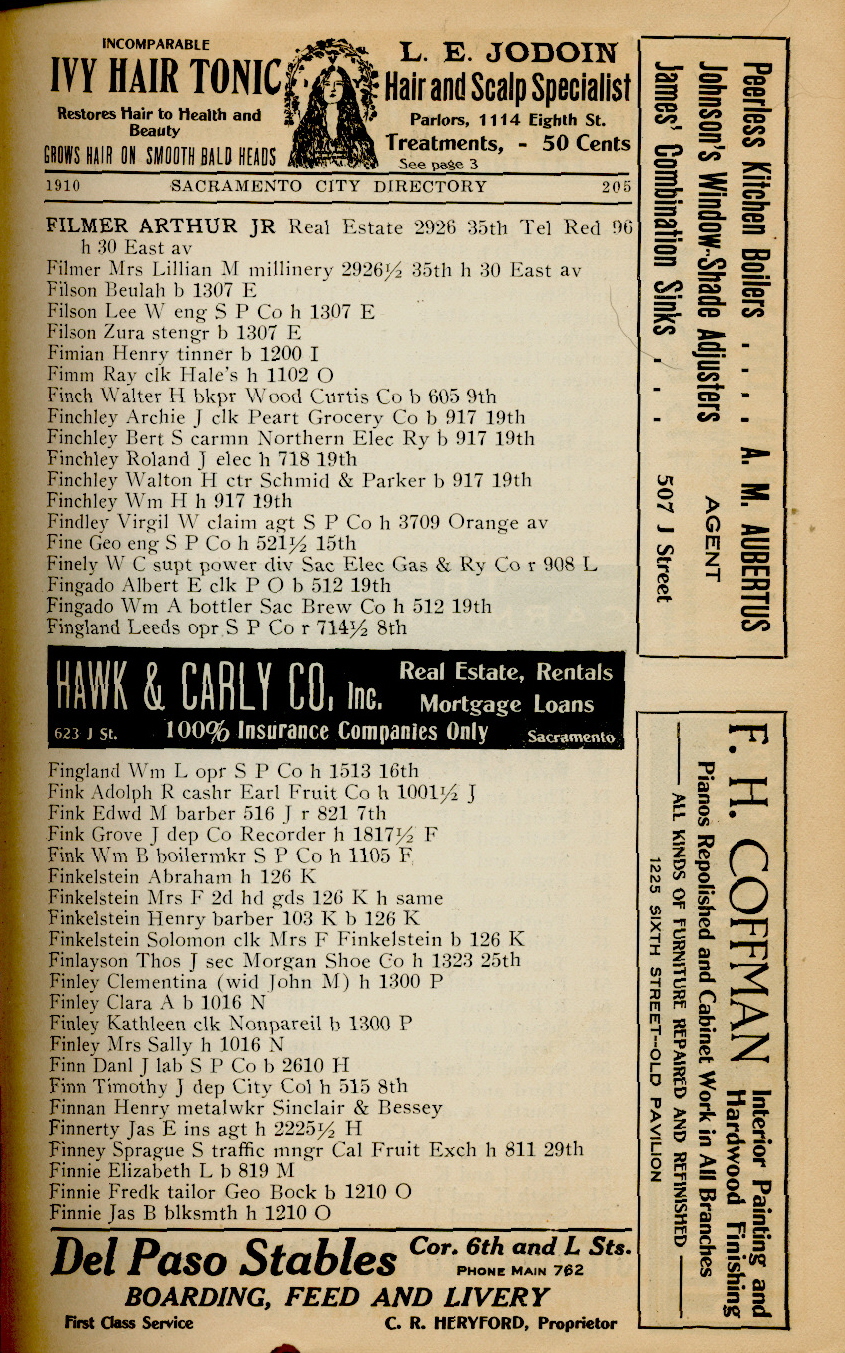 INCOMPARABLE
IVY HAIR TONIC
Restores Hair to Health and
Beauty
GROWS HAIR ON SMOOTH BALD HEADS
L. E. JODOIN
Hair and Scalp Specialist
Parlors, 1114 Eighth St.
Treatments, - 50 Cents
See page 3
1910 SACRAMENTO CITY DIRECTORY 205
FILMER ARTHUR JR Real Estate 2926 35th Tel Red 96
h 30 East av
Filmer Mrs Lillian M millinery 2926½ 35th h 30 East av
Filson Beulah b 1307 E
Filson Lee W eng S P Co h 1307 E
Filson Zura stengr b 1307 E
Fimian Henry tinner b 1200 I
Fimm Ray clk Hale's h 1102 O
Finch Walter H bkpr Wood Curtis Co b 605 9th
Finchley Archie J clk Peart Grocery Co b 917 19th
Finchley Bert S carmn Northern Elec Ry b 917 19th
Finchley Roland J elec h 718 19th
Finchley Walton H ctr Schmid & Parker b 917 19th
Finchley Wm H h 917 19th
Findley Virgil W claim agt S P Co h 3709 Orange av
Fine Geo eng S P Co h 521½ 15th
Finely W C supt power div Sac Elec Gas & Ry Co r 908 L
Fingado Albert E clk P O b 512 19th
Fingado Wm A bottler Sac Brew Co h 512 19th
Fingland Leeds opr S P Co r 714½ 8th
HAWK & CARLY CO, Inc.
Real Estate, Rentals
Mortgage Loans
623 J St. 100% Insurance Companies Only Sacramento
Fingland Wm L opr S P Co h 1513 16th
Fink Adolph R cashr Earl Fruit Co h 1001½ J
Fink Edwd M barber 516 J r 821 7th
Fink Grove J dep Co Recorder h 1817½ F
Fink Wm B boilermkr S P Co h 1105 F
Finkelstein Abraham h 126 K
Finkelstein Mrs F 2d hd gds 126 K h same
Finkelstein Henry barber 103 K b 126 K
Finkelstein Solomon clk Mrs F Finkelstein b 126 K
Finlayson Thos J sec Morgan Shoe Co h 1323 25th
Finley Clementina (wid John M) h 1300 P
Finley Clara A b 1016 N
Finley Kathleen clk Nonpareil b 1300 P
Finley Mrs Sally h 1016 N
Finn Danl J lab S P Co b 2610 H
Finn Timothy J dep City Col h 515 8th
Finnan Henry metalwkr Sinclair & Bessey
Finnerty Jas E ins agt h 2225½ H
Finney Sprague S traffic mngr Cal Fruit Exch h 811 29th
Finnie Elizabeth L b 819 M
Finnie Fredk tailor Geo Bock b 1210 O
Finnie Jas B blksmth h 1210 O
Del Paso Stables
Cor. 6th and L Sts.
PHONE MAIN 762
BOARDING, FEED AND LIVERY
First Class Service C. R. HERYFORD, Proprietor
Peerless Kitchen Boilers . . . . A. M. AUBERTUS
Johnson's Window-Shade Adjusters AGENT
James' Combination Sinks . . . 507 J Street
F. H. COFFMAN
Interior Painting and
Hardwood Finishing
Pianos Repolished and Cabinet Work in All Branches
ALL KINDS OF FURNITURE REPAIRED AND REFINISHED
1225 SIXTH STREET--OLD PAVILION